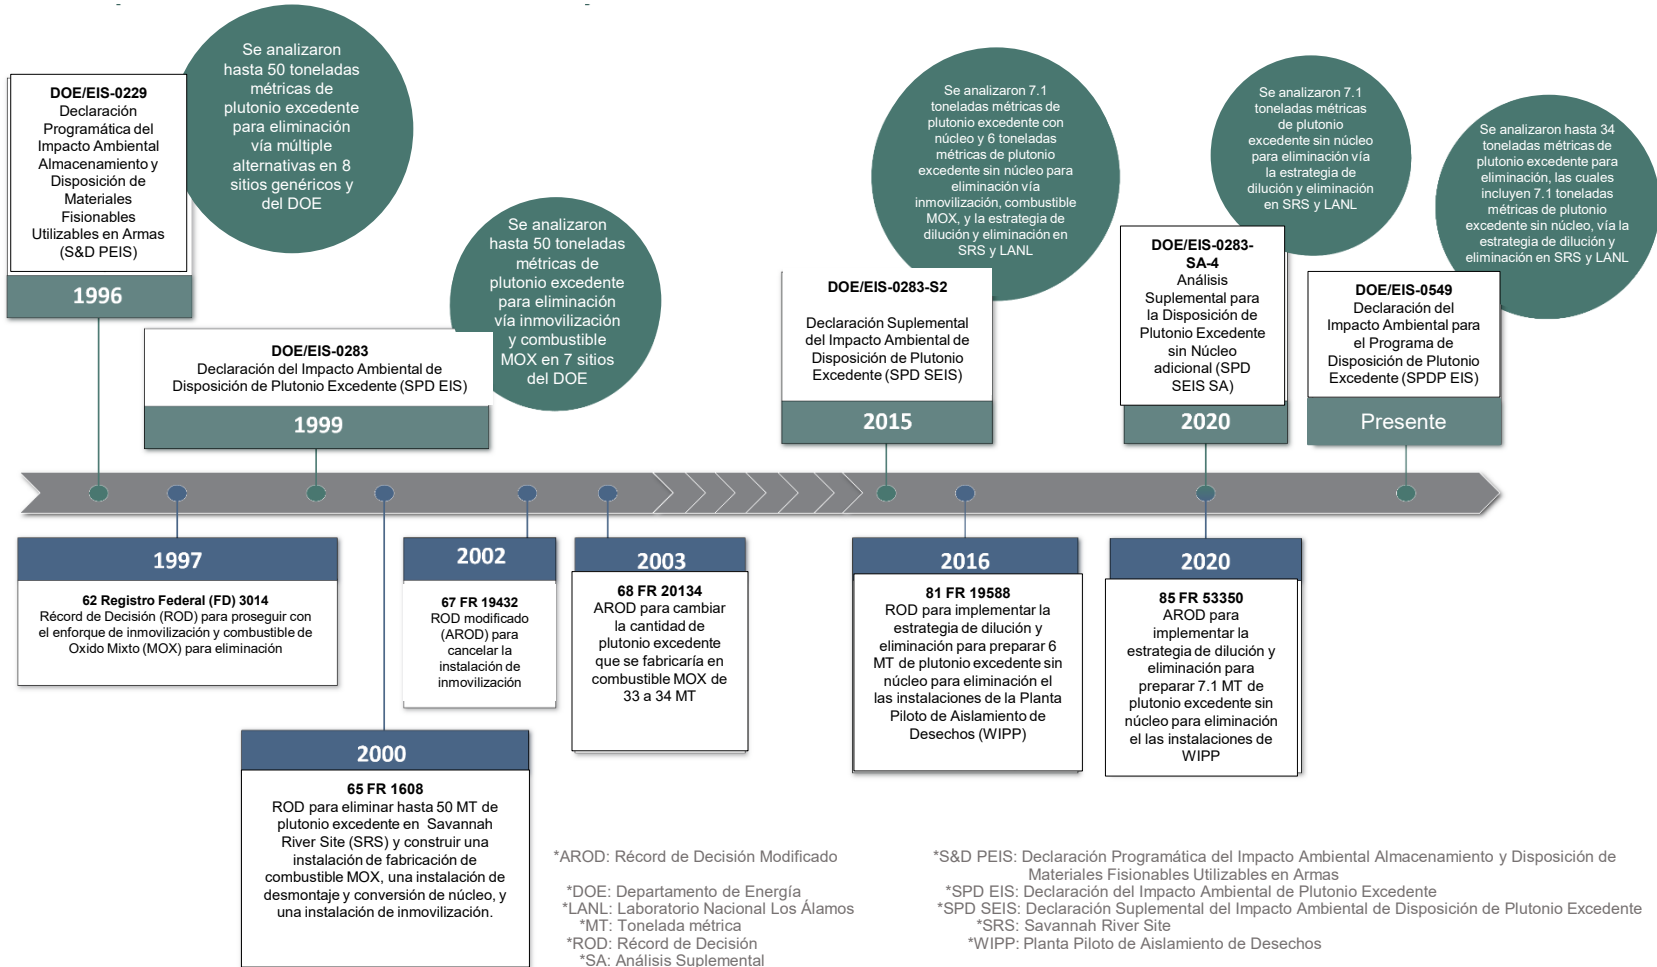 DOE/EIS-0229
Declaración
Programática del
Impacto Ambiental
Almacenamiento y
Disposición de
Materiales
Fisionables
Utilizables en Armas
(S&D PEIS)
1996
Se analizaron
hasta 50 toneladas
métricas de
plutonio excedente
para eliminación
vía múltiple
alternativas en 8
sitios genéricos y
del DOE
DOE/EIS-0283
Declaración del Impacto Ambiental de
Disposición de Plutonio Excedente (SPD EIS)
1999
Se analizaron
hasta 50 toneladas
métricas de
plutonio excedente
para eliminación
vía inmovilización
y combustible
MOX en 7 sitios
del DOE
DOE/EIS-0283-S2
Declaración Suplemental
del Impacto Ambiental de
Disposición de Plutonio
Excedente (SPD SEIS)
2015
Se analizaron 7.1
toneladas métricas de
plutonio excedente con
núcleo y 6 toneladas
métricas de plutonio
excedente sin núcleo para
eliminación vía
inmovilización, combustible
MOX, y la estrategia de
dilución y eliminación en
SRS y LANL
DOE/EIS-0283-
SA-4
Análisis
Suplemental para
la Disposición de
Plutonio Excedente
sin Núcleo
adicional (SPD
SEIS SA)
2020
Se analizaron 7.1
toneladas métricas
de plutonio
excedente sin núcleo
para eliminación vía
la estrategia de
dilución y eliminación
en SRS y LANL
DOE/EIS-0549
Declaración del
Impacto Ambiental para
el Programa de
Disposición de Plutonio
Excedente (SPDP EIS)
Presente
Se analizaron hasta 34
toneladas métricas de
plutonio excedente para
eliminación, las cuales
incluyen 7.1 toneladas
métricas de plutonio
excedente sin núcleo, vía la
estrategia de dilución y
eliminación en SRS y LANL
1997
62 Registro Federal (FD) 3014
Récord de Decisión (ROD) para proseguir con
el enforque de inmovilización y combustible de
Oxido Mixto (MOX) para eliminación
2000
65 FR 1608
ROD para eliminar hasta 50 MT de
plutonio excedente en Savannah
River Site (SRS) y construir una
instalación de fabricación de
combustible MOX, una instalación de
desmontaje y conversión de núcleo, y
una instalación de inmovilización.
2002
67 FR 19432
ROD modificado
(AROD) para
cancelar la
instalación de
inmovilización
2003
68 FR 20134
AROD para cambiar
la cantidad de
plutonio excedente
que se fabricaría en
combustible MOX de
33 a 34 MT
2016
81 FR 19588
ROD para implementar la
estrategia de dilución y
eliminación para preparar 6
MT de plutonio excedente sin
núcleo para eliminación el
las instalaciones de la Planta
Piloto de Aislamiento de
Desechos (WIPP)
2020
85 FR 53350
AROD para
implementar la
estrategia de dilución y
eliminación para
preparar 7.1 MT de
plutonio excedente sin
núcleo para eliminación
el las instalaciones de
WIPP
*AROD: Récord de Decisión Modificado
*DOE: Departamento de Energía
*LANL: Laboratorio Nacional Los Álamos
*MT: Tonelada métrica
*ROD: Récord de Decisión
*SA: Análisis Suplemental
*S&D PEIS: Declaración Programática del Impacto Ambiental Almacenamiento y Disposición de
Materiales Fisionables Utilizables en Armas
*SPD EIS: Declaración del Impacto Ambiental de Plutonio Excedente
*SPD SEIS: Declaración Suplemental del Impacto Ambiental de Disposición de Plutonio Excedente
*SRS: Savannah River Site
*WIPP: Planta Piloto de Aislamiento de Desechos